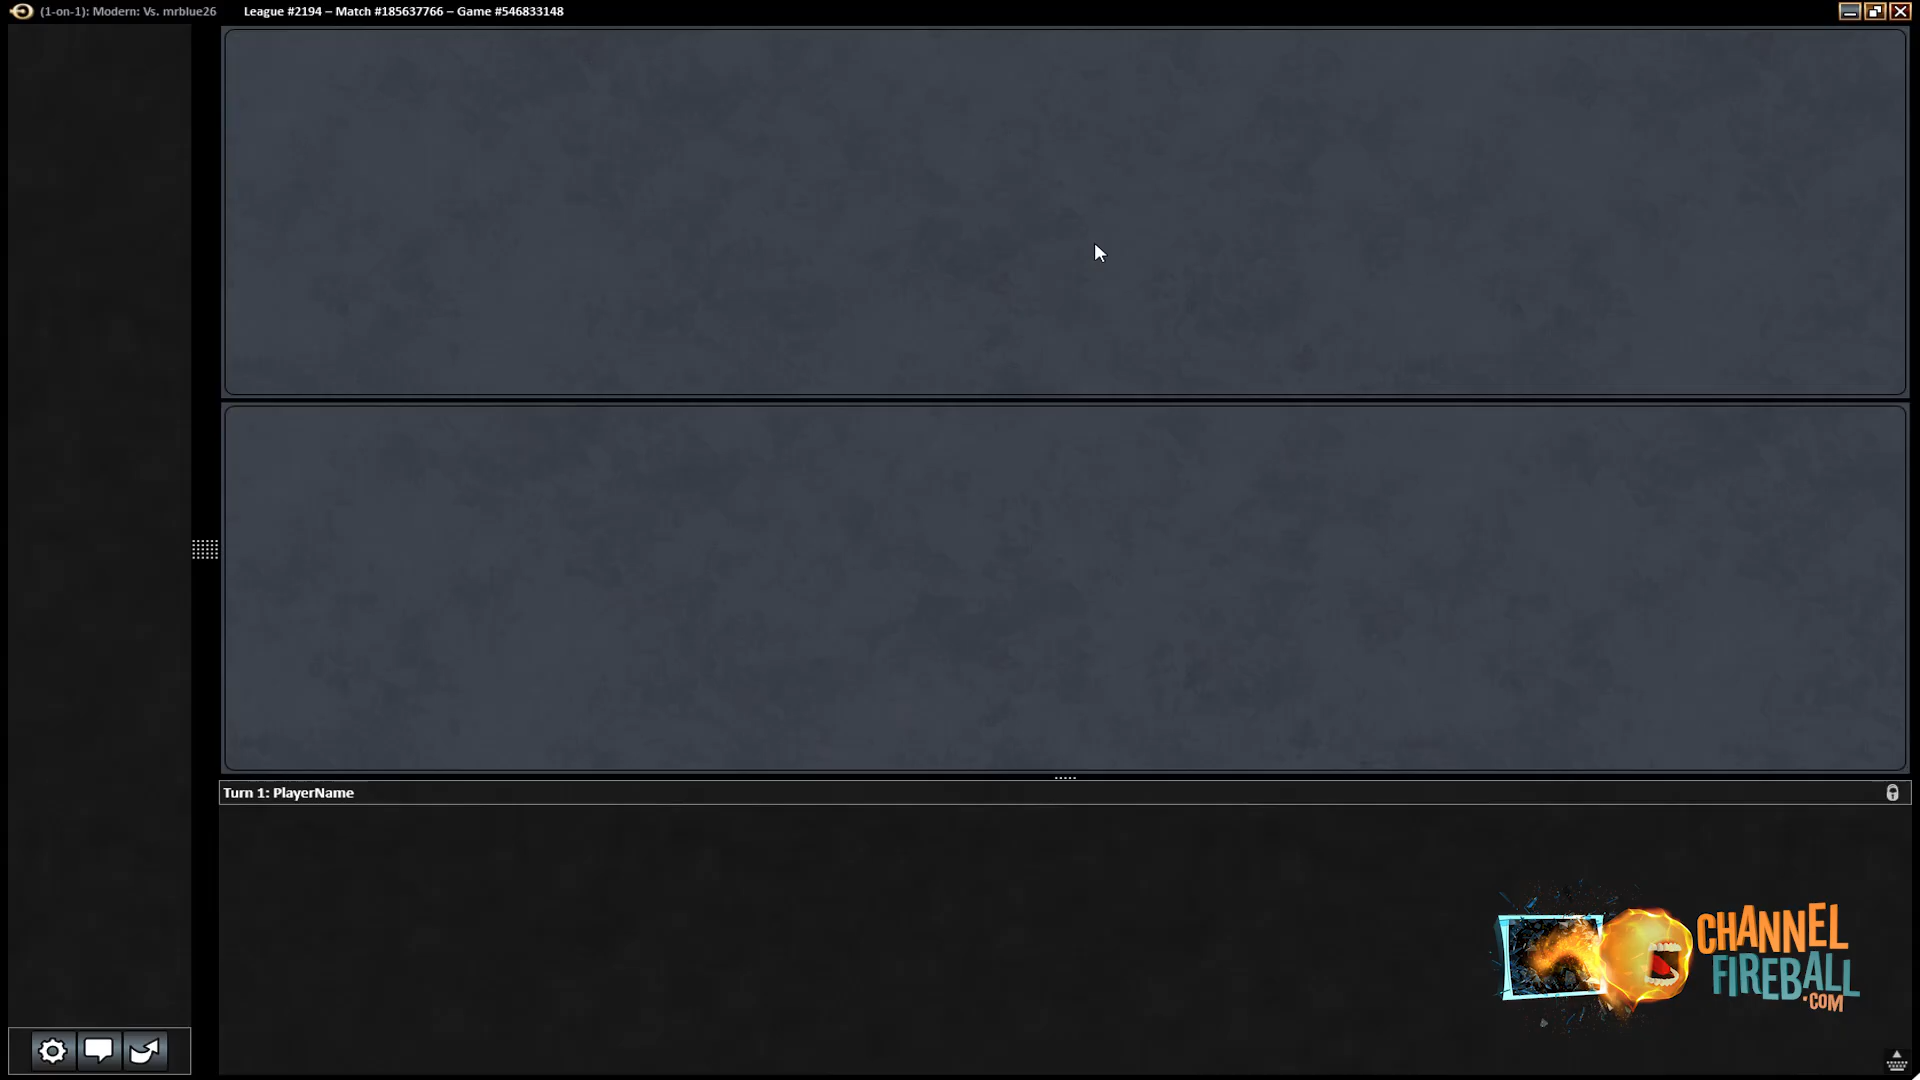 (1-on-1): Modern: Vs. mrblue26 League #2194 – Match #185637766 – Game #546833148
Turn 1: PlayerName
CHANNEL
FIREBALL
.COM